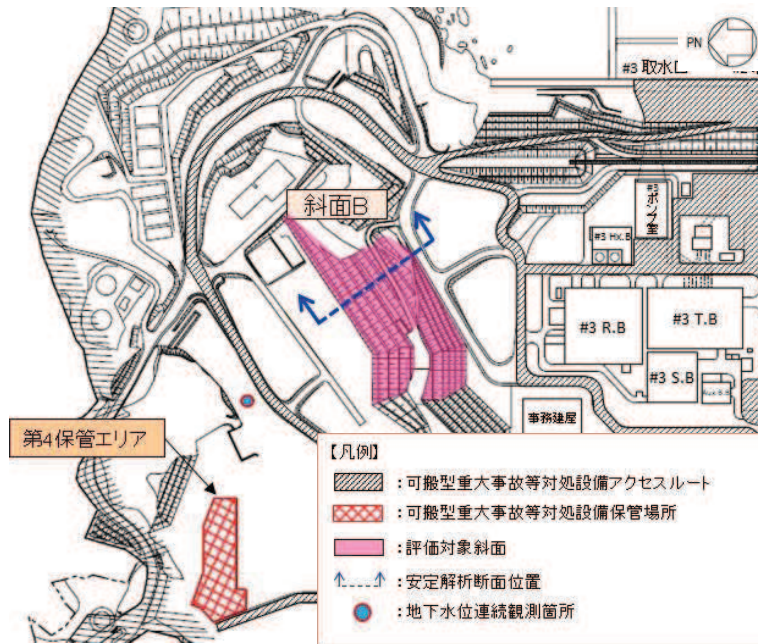 PN
#3 取水口
斜面B
#3
ポンプ室
#3 Hx.B
#3 R.B
#3 T.B
#3 S.B
事務建屋
第4保管エリア
【凡例】
:可搬型重大事故等対処設備アクセスルート
:可搬型重大事故等対処設備保管場所
:評価対象斜面
:安定解析断面位置
:地下水位連続観測箇所